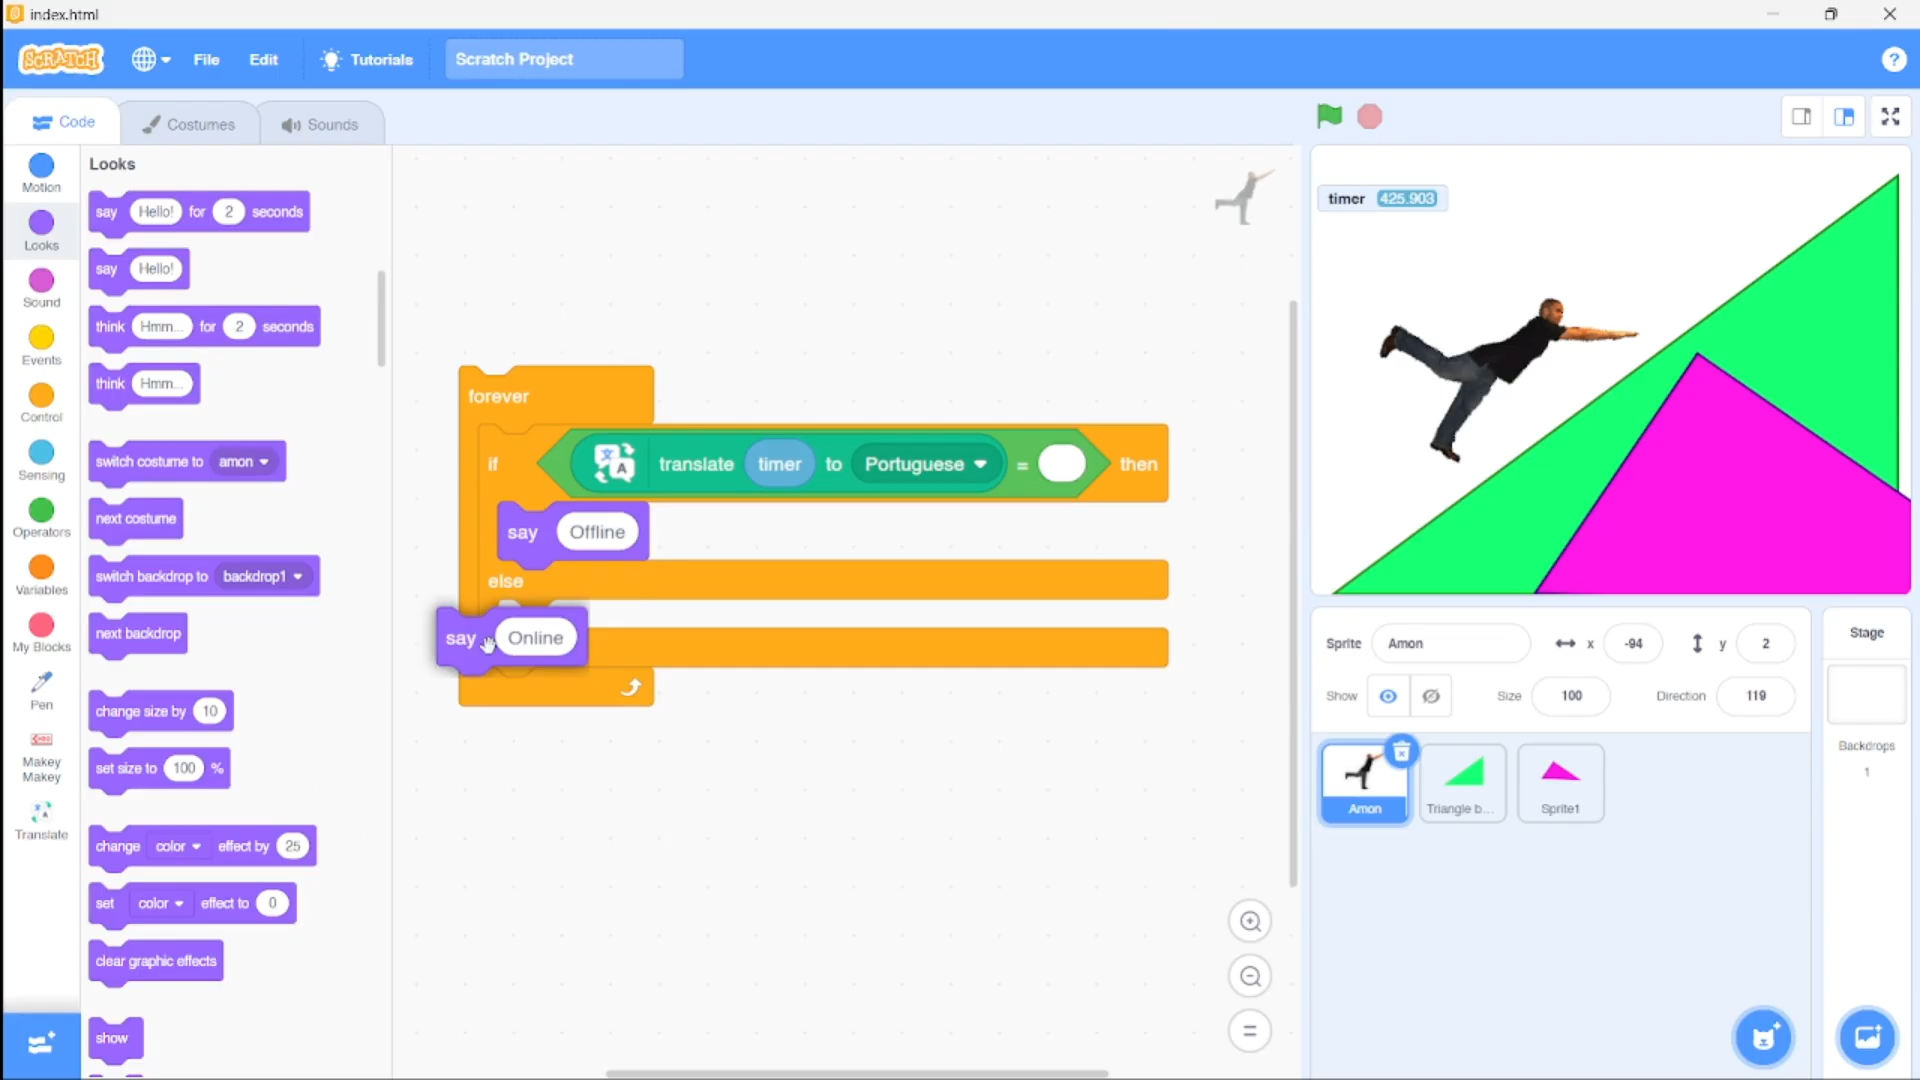 index.html
SCRATCH File Edit Tutorials Scratch Project ?
Code Costumes Sounds
Motion
Looks
Sound
Events
Control
Sensing
Operators
Variables
My Blocks
Pen
Makey
Makey
Translate
Looks
say Hello! for 2 seconds
say Hello!
think Hmm... for 2 seconds
think Hmm...
switch costume to amon
next costume
switch backdrop to backdrop1
next backdrop
change size by 10
set size to 100 %
change color effect by 25
set color effect to 0
clear graphic effects
show
forever
if translate timer to Portuguese = then
say Offline
else
say Online
timer 425.903
Sprite Amon x -94 y 2
Show Size 100 Direction 119
Amon
Triangle b...
Sprite1
Stage
Backdrops
1